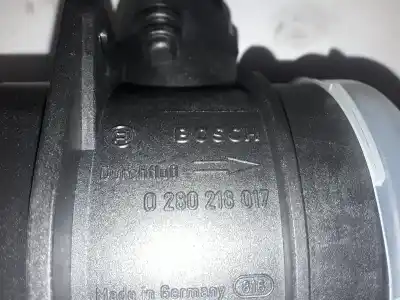 BOSCH
Durchfluß
0 280 218 017
Made in Germany